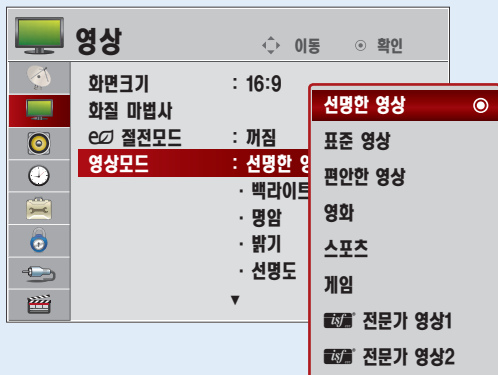 영상
이동 확인
화면크기 : 16:9
화질 마법사
절전모드 : 꺼짐
영상모드 : 선명한 영
· 백라이트
· 명암
· 밝기
· 선명도
선명한 영상
표준 영상
편안한 영상
영화
스포츠
게임
isf 전문가 영상1
isf 전문가 영상2